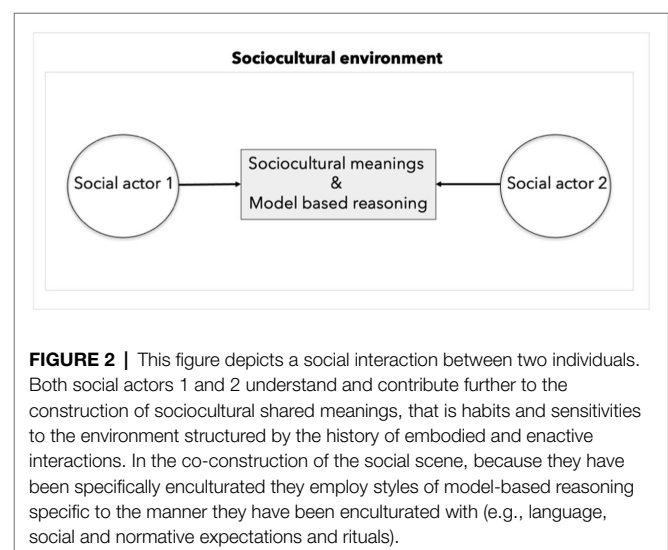 Sociocultural environment
Social actor 1
Sociocultural meanings
&
Model based reasoning
Social actor 2
FIGURE 2 | This figure depicts a social interaction between two individuals.
Both social actors 1 and 2 understand and contribute further to the
construction of sociocultural shared meanings, that is habits and sensitivities
to the environment structured by the history of embodied and enactive
interactions. In the co-construction of the social scene, because they have
been specifically enculturated they employ styles of model-based reasoning
specific to the manner they have been enculturated with (e.g., language,
social and normative expectations and rituals).